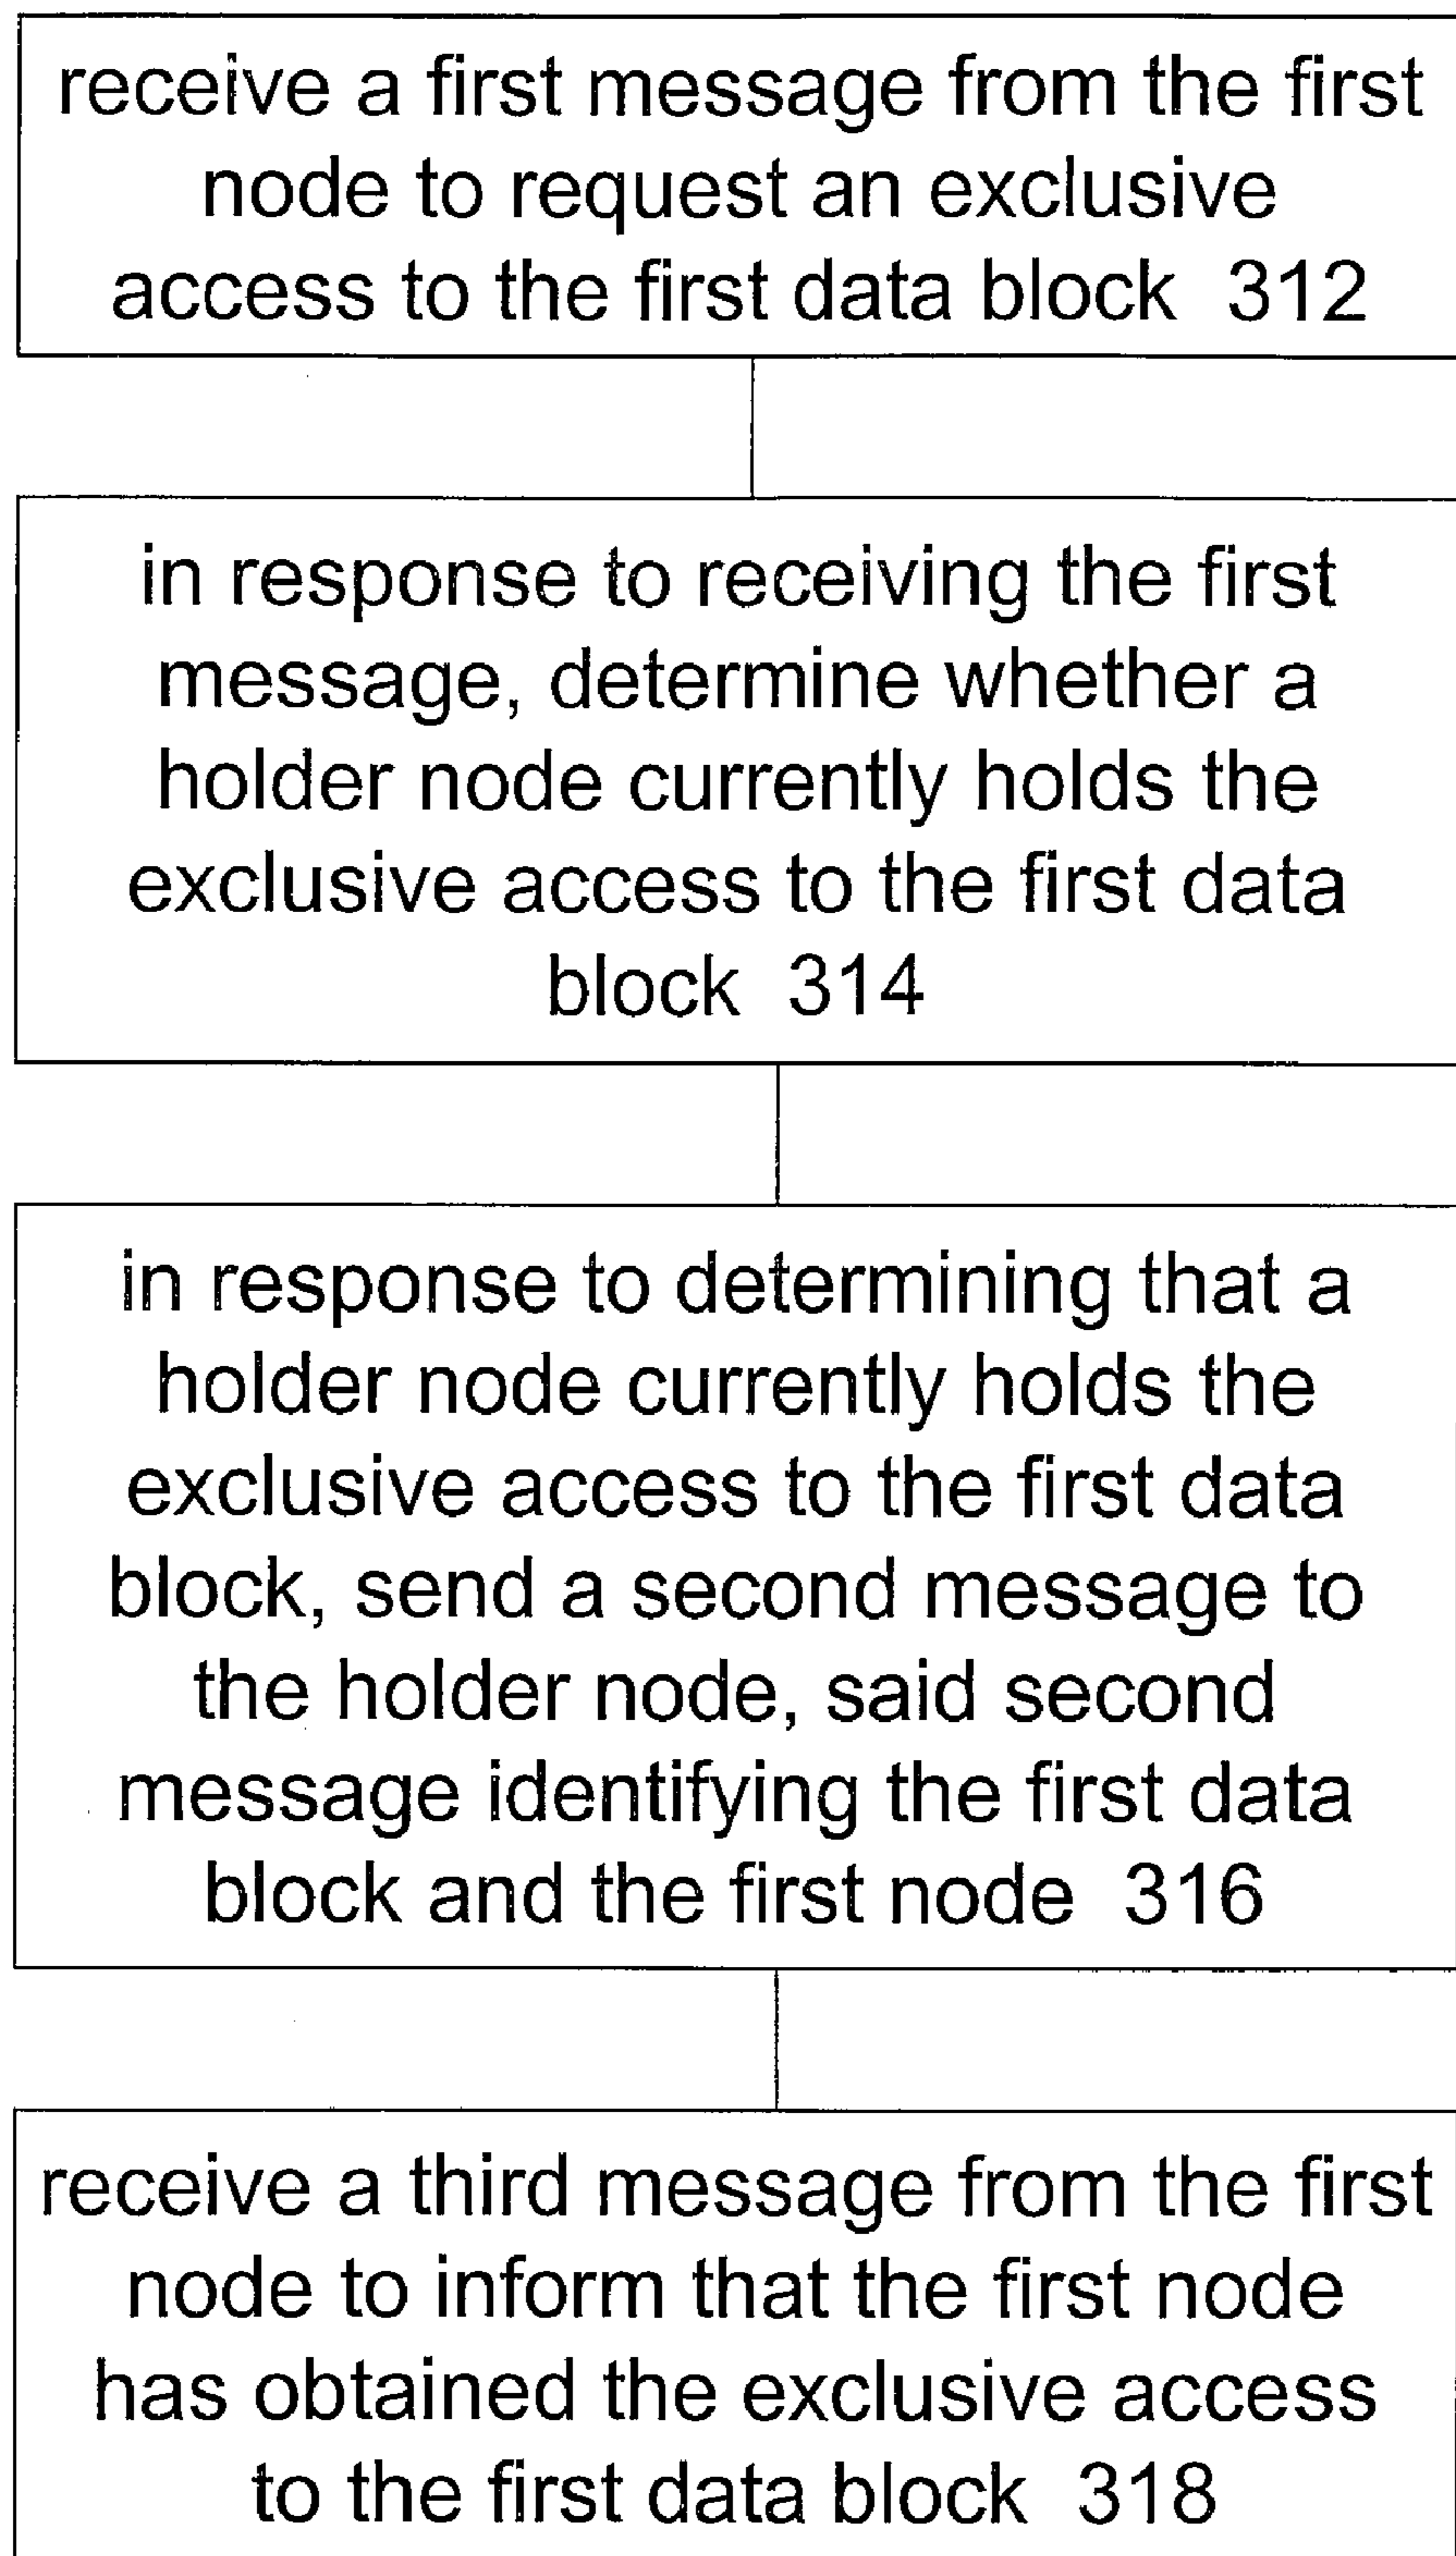 receive a first message from the first
node to request an exclusive
access to the first data block 312
in response to receiving the first
message, determine whether a
holder node currently holds the
exclusive access to the first data
block 314
in response to determining that a
holder node currently holds the
exclusive access to the first data
block, send a second message to
the holder node, said second
message identifying the first data
block and the first node 316
receive a third message from the first
node to inform that the first node
has obtained the exclusive access
to the first data block 318